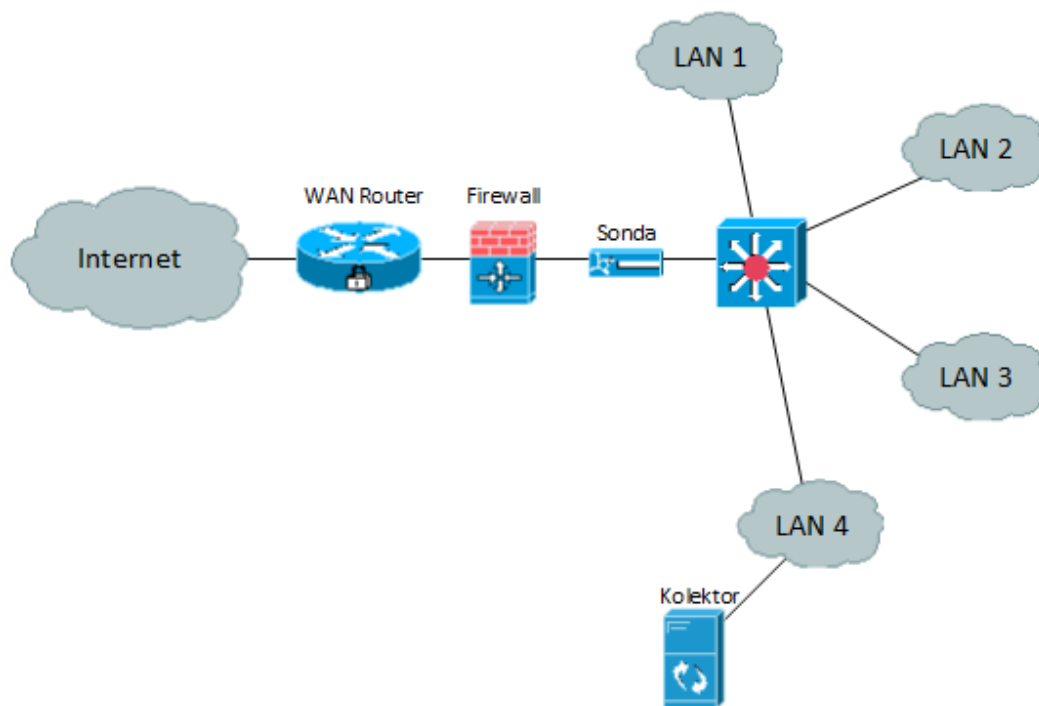 LAN 1
LAN 2
WAN Router
Firewall
Sonda
Internet
LAN 3
LAN 4
Kolektor